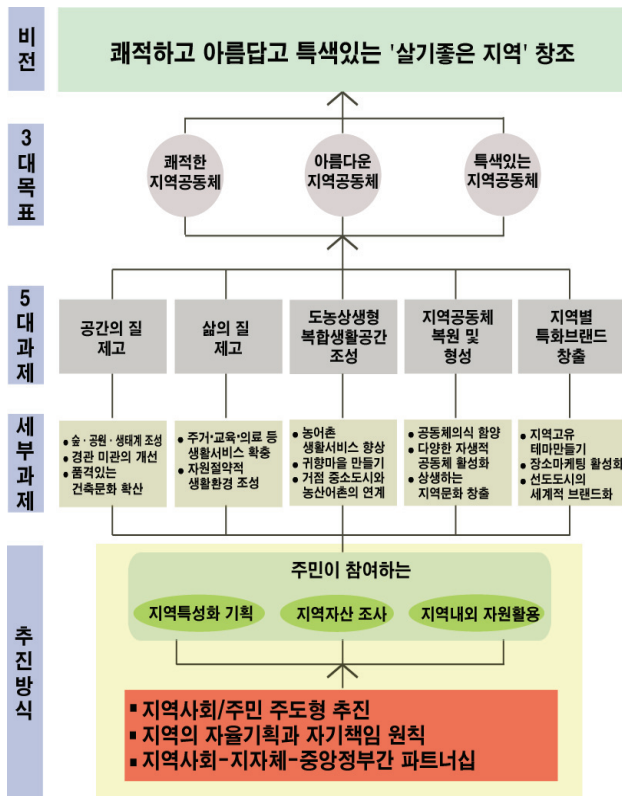 비전
쾌적하고 아름답고 특색있는 '살기좋은 지역' 창조
3대목표
쾌적한
지역공동체
아름다운
지역공동체
특색있는
지역공동체
5대과제
공간의 질
제고
삶의 질
제고
도농상생형
복합생활공간
조성
지역공동체
복원 및
형성
지역별
특화브랜드
창출
세부과제
● 숲·공원·생태계 조성
● 경관 미관의 개선
● 품격있는
건축문화 확산
● 주거·교육·의료 등
생활서비스 확충
● 자원절약적
생활환경 조성
● 농어촌
생활서비스 향상
● 귀향마을 만들기
● 거점 중소도시와
농산어촌의 연계
● 공동체의식 함양
● 다양한 자생적
공동체 활성화
● 상생하는
지역문화 창출
● 지역고유
테마만들기
● 장소마케팅 활성화
● 선도도시의
세계적 브랜드화
추진방식
주민이 참여하는
지역특성화 기획
지역자산 조사
지역내외 자원활용
▪ 지역사회/주민 주도형 추진
▪ 지역의 자율기획과 자기책임 원칙
▪ 지역사회-지자체-중앙정부간 파트너십